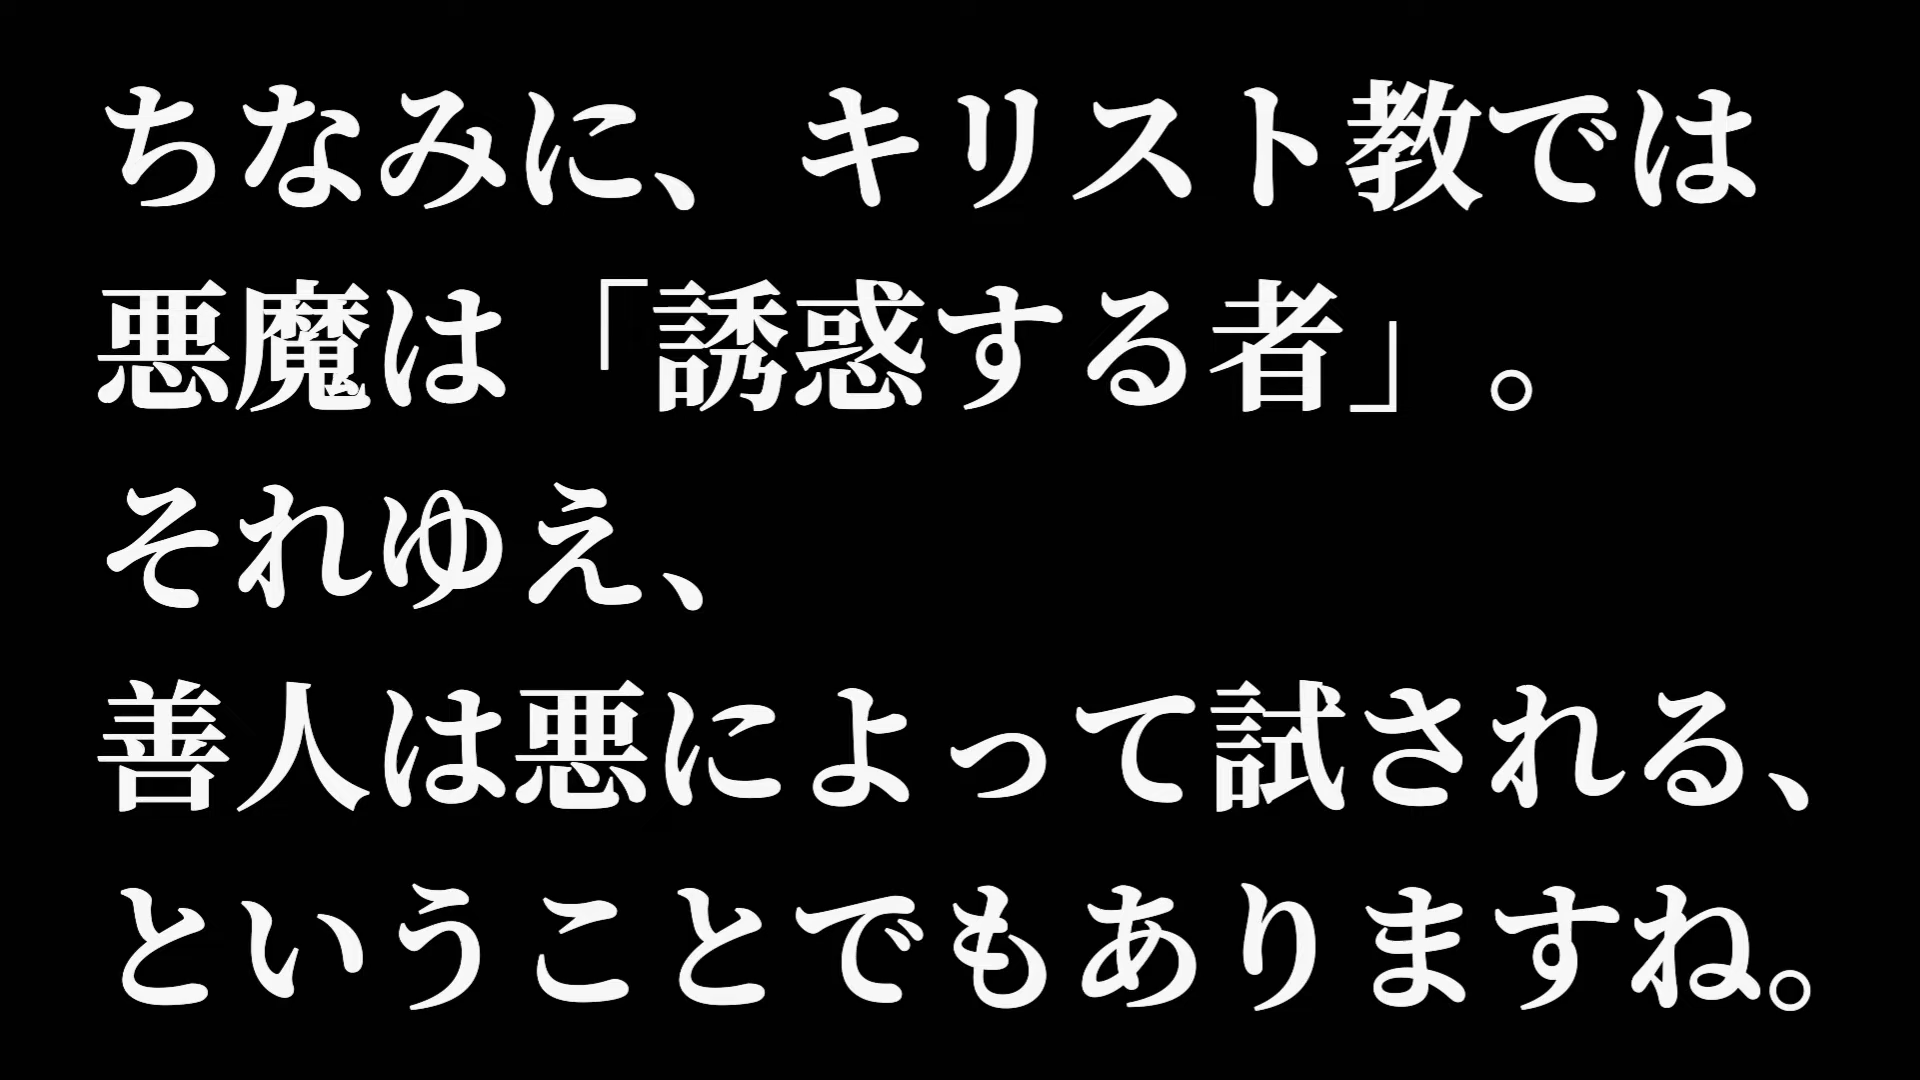 ちなみに、キリスト教では
悪魔は「誘惑する者」。
それゆえ、
善人は悪によって試される、
ということでもありますね。